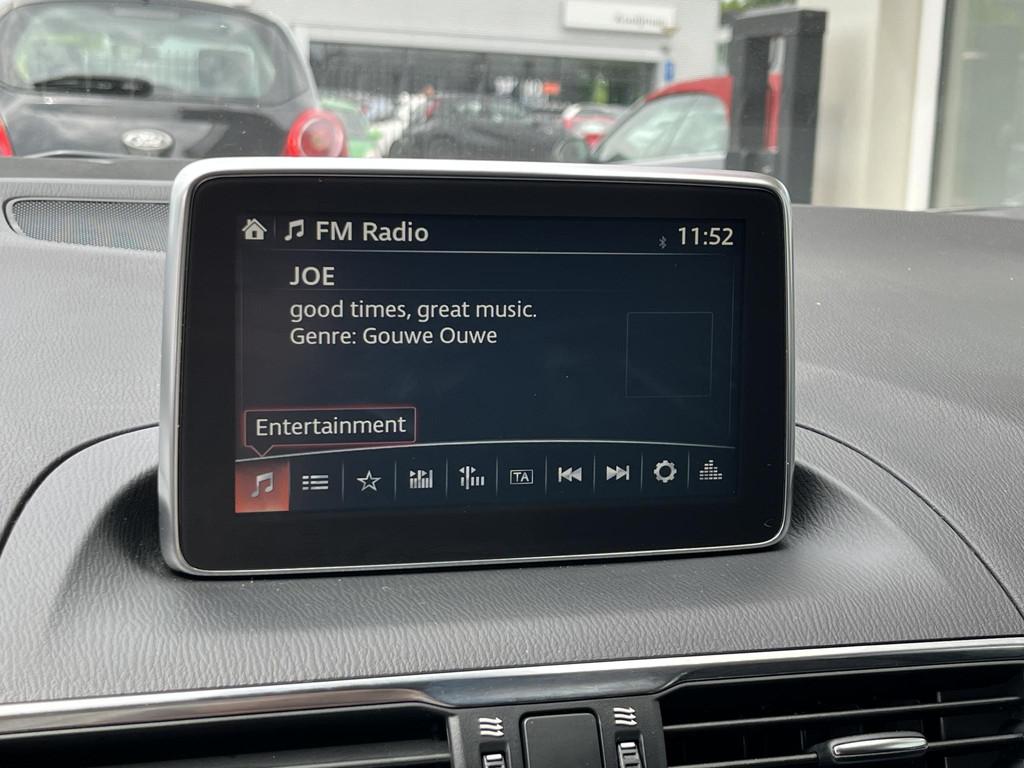 FM Radio
11:52
JOE
good times, great music.
Genre: Gouwe Ouwe
Entertainment
TA